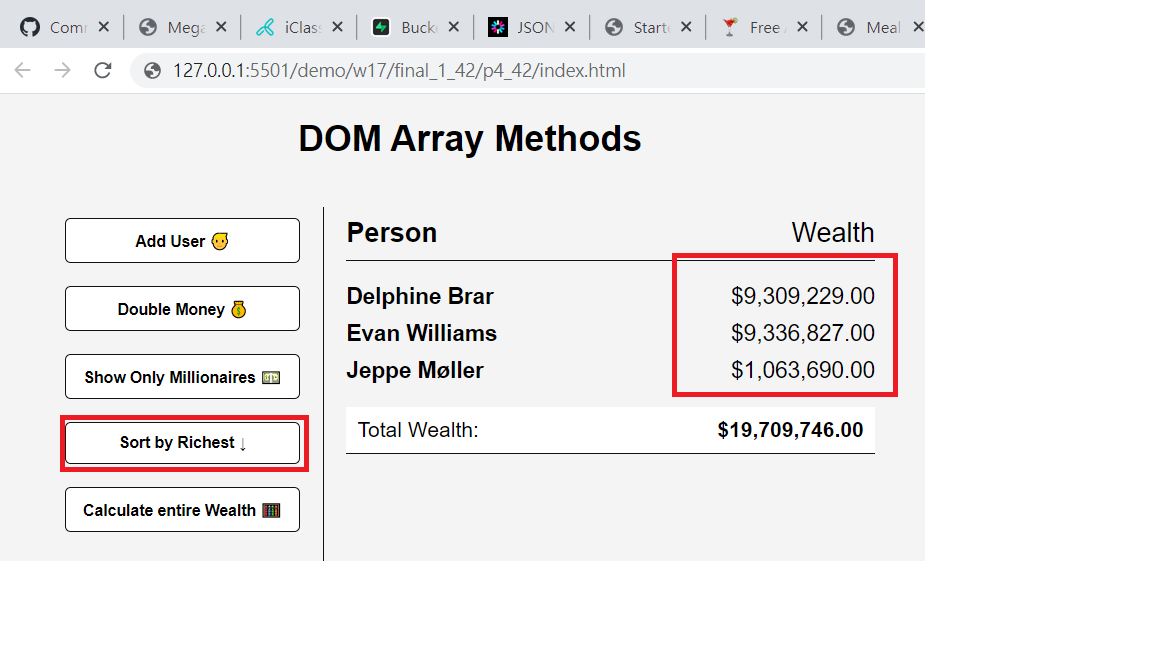 Com
Mega
iClas
Buck
JSON
Start
Free
Meal
127.0.0.1:5501/demo/w17/final_1_42/p4_42/index.html
DOM Array Methods
Add User
Double Money
Show Only Millionaires
Sort by Richest ↓
Calculate entire Wealth
Person Wealth
Delphine Brar $9,309,229.00
Evan Williams $9,336,827.00
Jeppe Møller $1,063,690.00
Total Wealth: $19,709,746.00